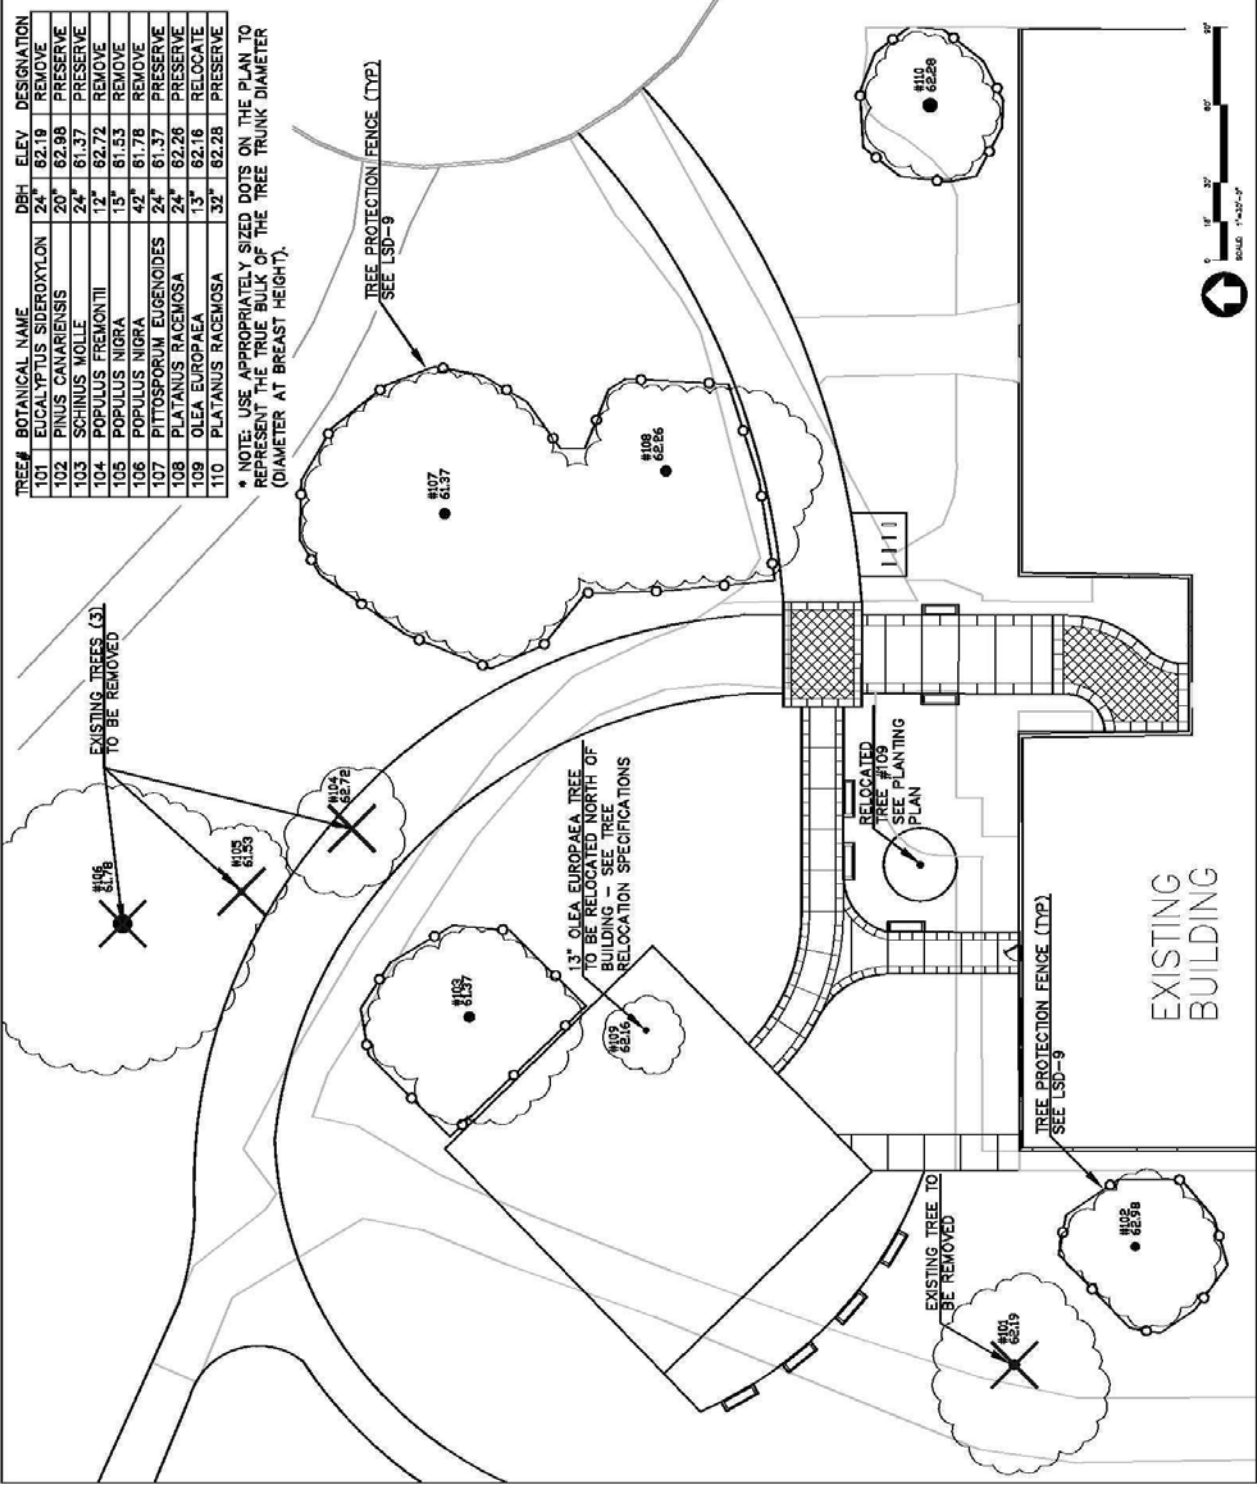 TREE# BOTANICAL NAME DBH ELEV DESIGNATION
101 EUCALYPTUS SIDEROXYLON 24" 62.19 REMOVE
102 PINUS CANARIENSIS 20" 62.98 PRESERVE
103 SCHINUS MOLLE 24" 61.37 PRESERVE
104 POPULUS FREMONTII 12" 62.72 REMOVE
105 POPULUS NIGRA 15" 61.53 REMOVE
106 POPULUS NIGRA 42" 61.78 REMOVE
107 PITTOSPORUM EUGENOIDES 24" 61.37 PRESERVE
108 PLATANUS RACEMOSA 24" 62.26 PRESERVE
109 OLEA EUROPAEA 13" 62.16 RELOCATE
110 PLATANUS RACEMOSA 32" 62.28 PRESERVE
* NOTE: USE APPROPRIATELY SIZED DOTS ON THE PLAN TO
REPRESENT THE TRUE BULK OF THE TREE TRUNK DIAMETER
(DIAMETER AT BREAST HEIGHT).
EXISTING TREES (3)
TO BE REMOVED
#106
61.78
#105
61.53
#104
62.72
TREE PROTECTION FENCE (TYP)
SEE LSD-9
#107
61.37
#108
62.26
#110
62.28
#103
61.37
13" OLEA EUROPAEA TREE
TO BE RELOCATED NORTH OF
BUILDING - SEE TREE
RELOCATION SPECIFICATIONS
#109
62.16
RELOCATED
TREE #109
SEE PLANTING
PLAN
EXISTING TREE TO
BE REMOVED
#101
62.19
TREE PROTECTION FENCE (TYP)
SEE LSD-9
#102
62.98
EXISTING
BUILDING
0 15' 30' 60' 90'
SCALE 1"=30'-0"